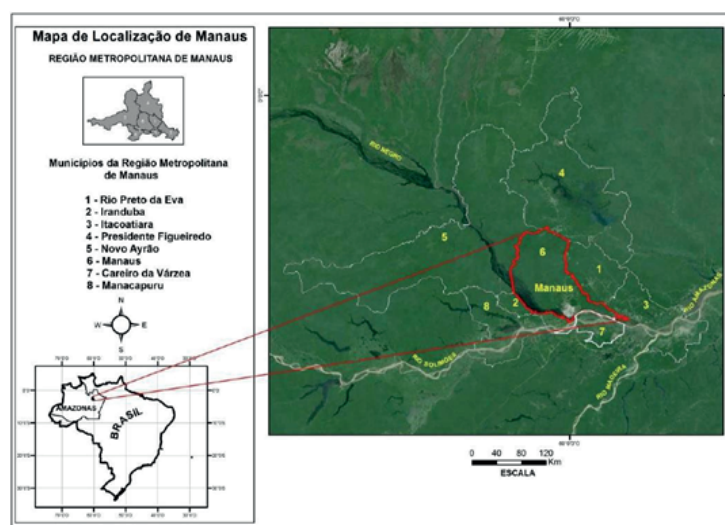 Mapa de Localização de Manaus
REGIÃO METROPOLITANA DE MANAUS
Municípios da Região Metropolitana
de Manaus
1 - Rio Preto da Eva
2 - Iranduba
3 - Itacoatiara
4 - Presidente Figueiredo
5 - Novo Ayrão
6 - Manaus
7 - Careiro da Várzea
8 - Manacapuru
N
W E
S
AMAZONAS
BRASIL
RIO NEGRO
4
5
6
1
Manaus
2
3
8
7
RIO AMAZONAS
RIO SOLIMÕES
RIO MADEIRA
0 20 40 80 120
Km
ESCALA